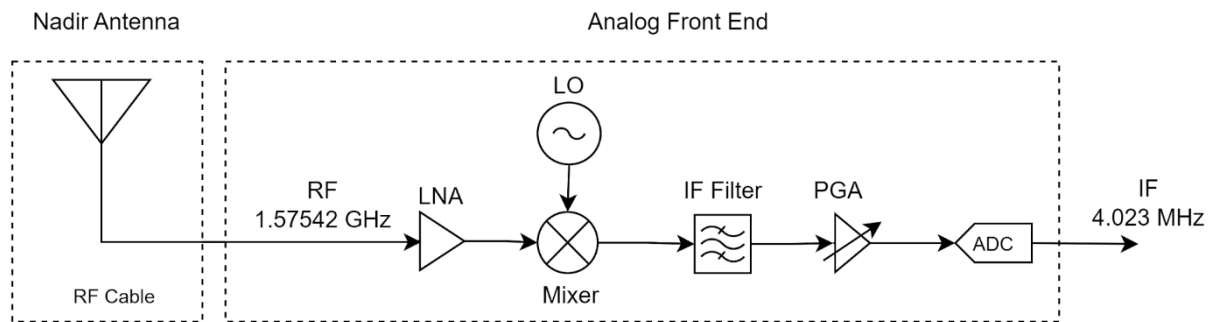 Nadir Antenna
Analog Front End
LO
RF
1.57542 GHz
LNA
IF Filter
PGA
IF
4.023 MHz
ADC
Mixer
RF Cable